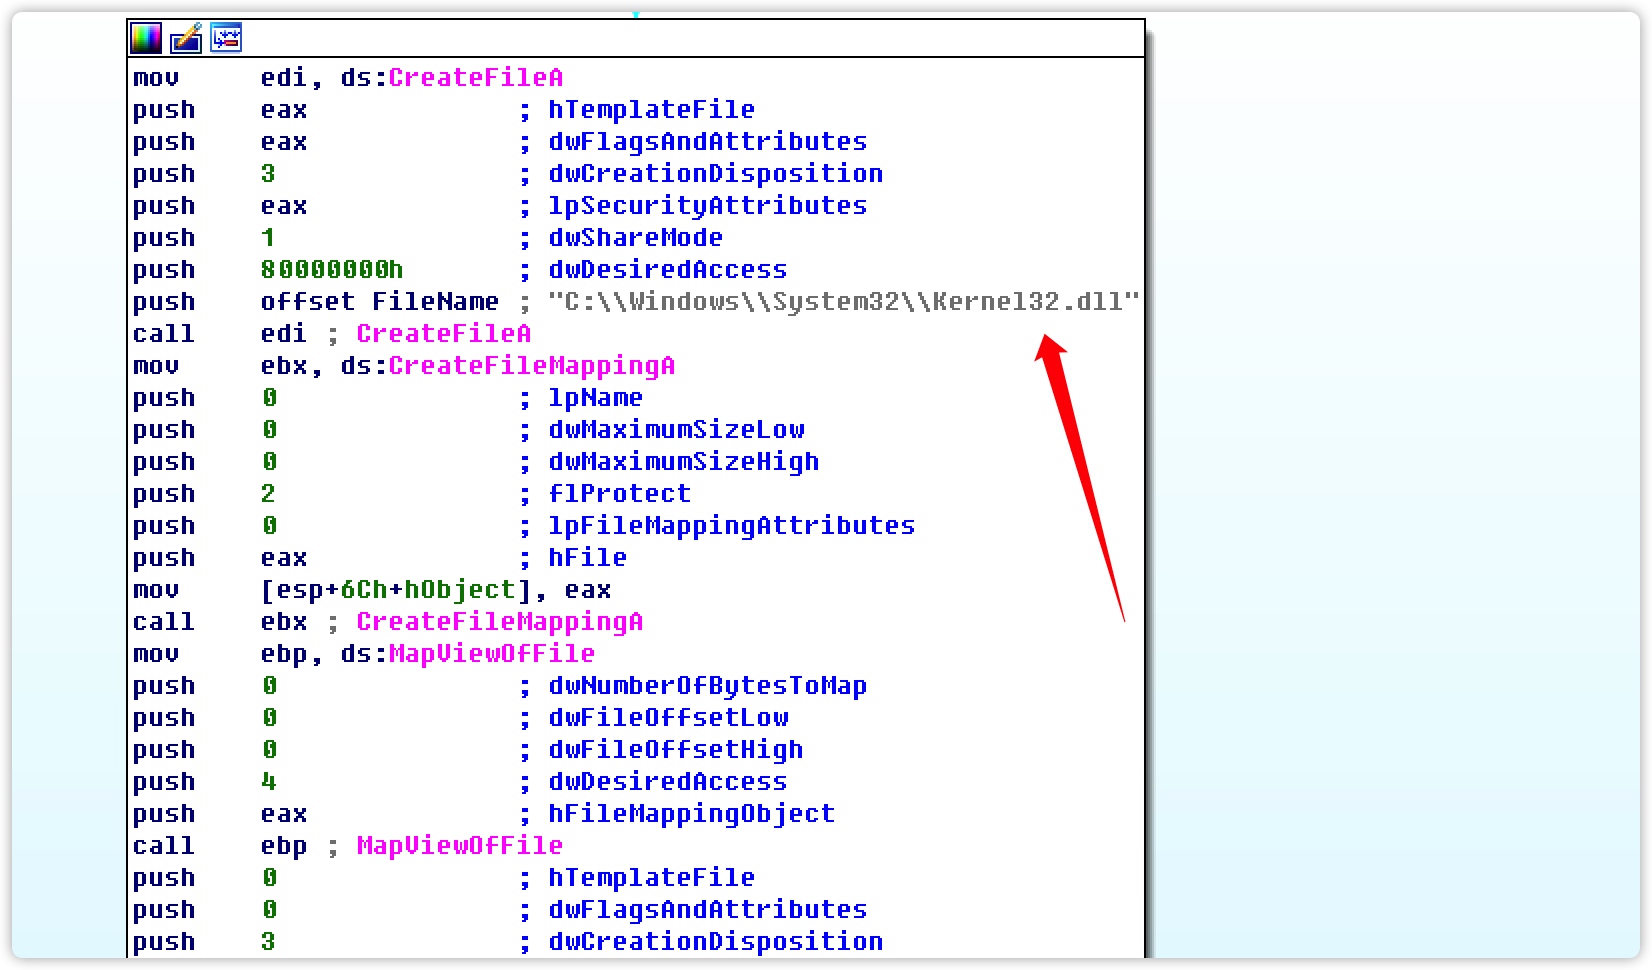 mov edi, ds:CreateFileA
push eax ; hTemplateFile
push eax ; dwFlagsAndAttributes
push 3 ; dwCreationDisposition
push eax ; lpSecurityAttributes
push 1 ; dwShareMode
push 80000000h ; dwDesiredAccess
push offset FileName ; "C:\\Windows\\System32\\Kernel32.dll"
call edi ; CreateFileA
mov ebx, ds:CreateFileMappingA
push 0 ; lpName
push 0 ; dwMaximumSizeLow
push 0 ; dwMaximumSizeHigh
push 2 ; flProtect
push 0 ; lpFileMappingAttributes
push eax ; hFile
mov [esp+6Ch+hObject], eax
call ebx ; CreateFileMappingA
mov ebp, ds:MapViewOfFile
push 0 ; dwNumberOfBytesToMap
push 0 ; dwFileOffsetLow
push 0 ; dwFileOffsetHigh
push 4 ; dwDesiredAccess
push eax ; hFileMappingObject
call ebp ; MapViewOfFile
push 0 ; hTemplateFile
push 0 ; dwFlagsAndAttributes
push 3 ; dwCreationDisposition